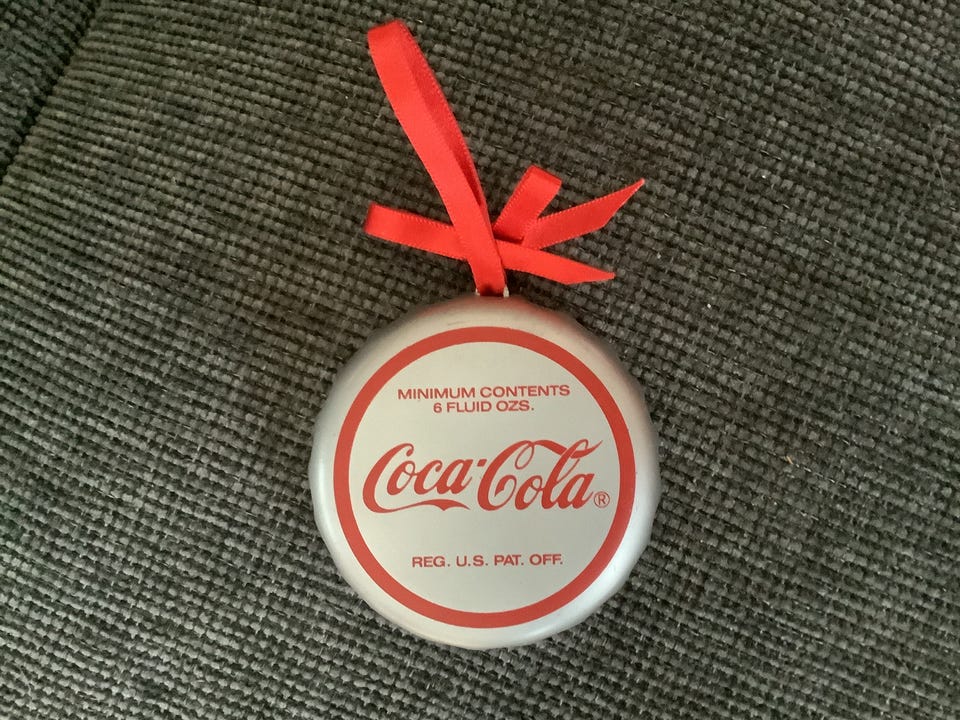 MINIMUM CONTENTS
6 FLUID OZS.
Coca-Cola®
REG. U.S. PAT. OFF.